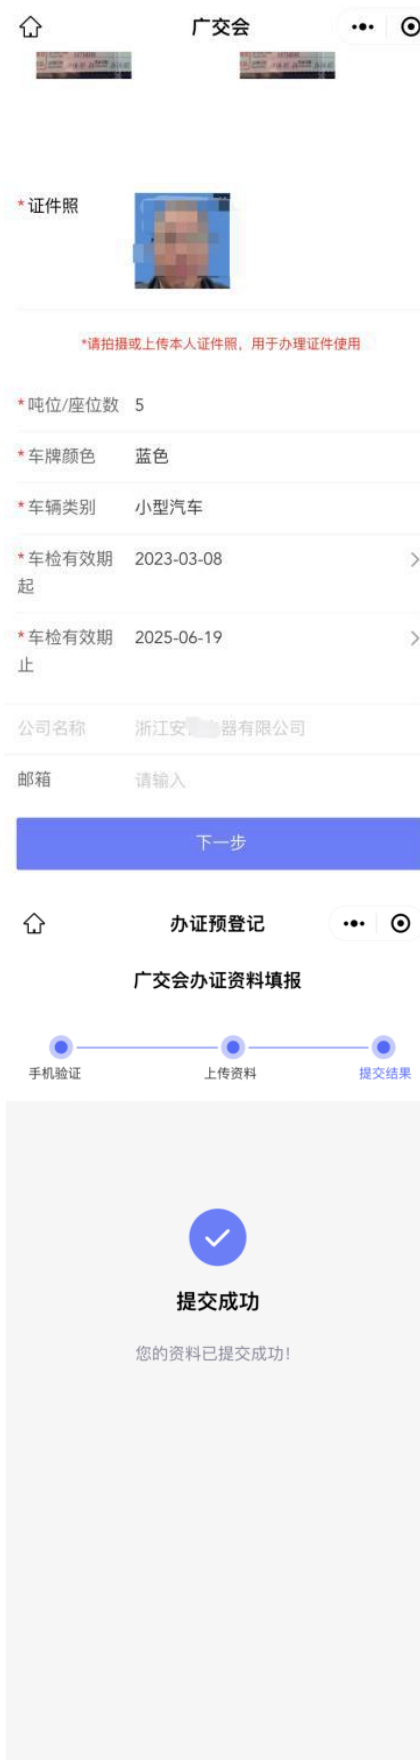 广交会
*证件照
*请拍摄或上传本人证件照，用于办理证件使用
*吨位/座位数 5
*车牌颜色 蓝色
*车辆类别 小型汽车
*车检有效期 2023-03-08
起
*车检有效期 2025-06-19
止
公司名称 浙江安 器有限公司
邮箱 请输入
下一步
办证预登记
广交会办证资料填报
手机验证 上传资料 提交结果
提交成功
您的资料已提交成功!